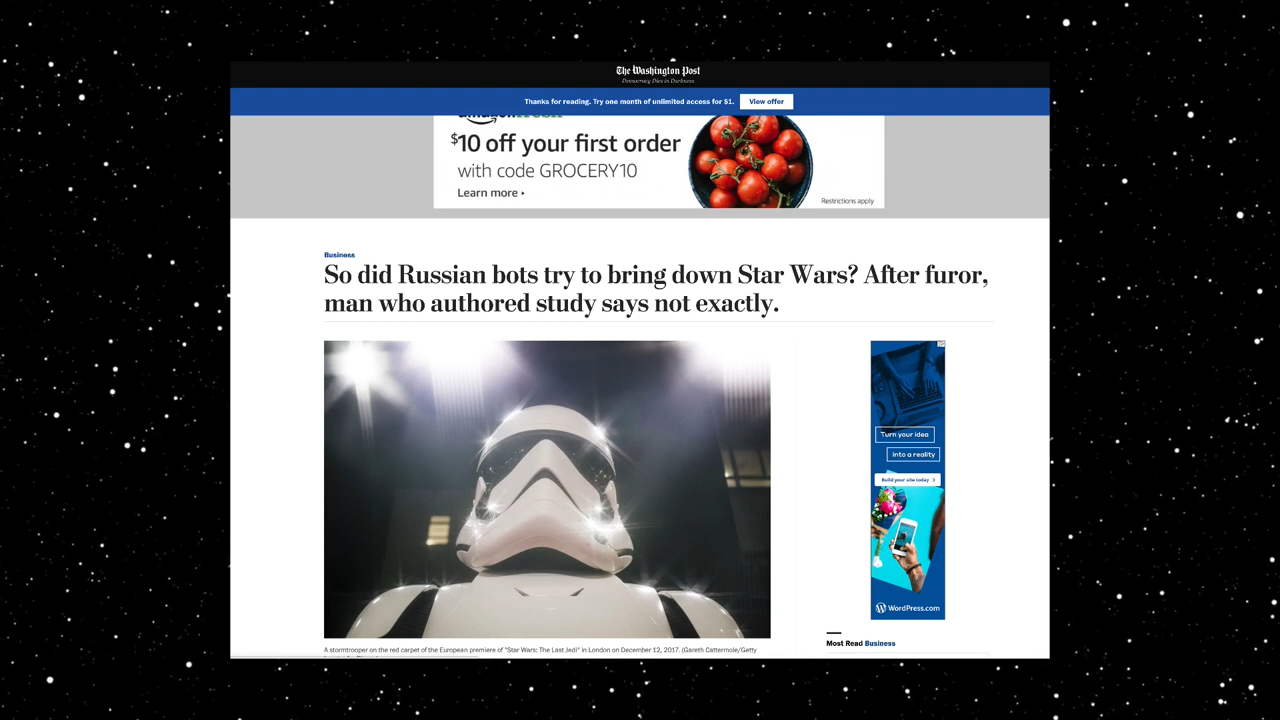 The Washington Post
Democracy Dies in Darkness
Thanks for reading. Try one month of unlimited access for $1.
View offer
$10 off your first order
with code GROCERY10
Learn more
Restrictions apply
Business
So did Russian bots try to bring down Star Wars? After furor,
man who authored study says not exactly.
Turn your idea
into a reality
Build your site today
WordPress.com
A stormtrooper on the red carpet of the European premiere of "Star Wars: The Last Jedi" in London on December 12, 2017. (Gareth Cattermole/Getty
Most Read Business